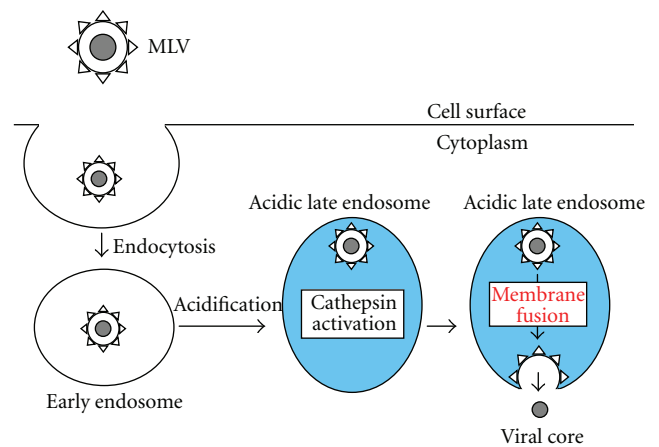 MLV
Cell surface
Cytoplasm
Endocytosis
Early endosome
Acidification
Acidic late endosome
Cathepsin
activation
Acidic late endosome
Membrane
fusion
Viral core